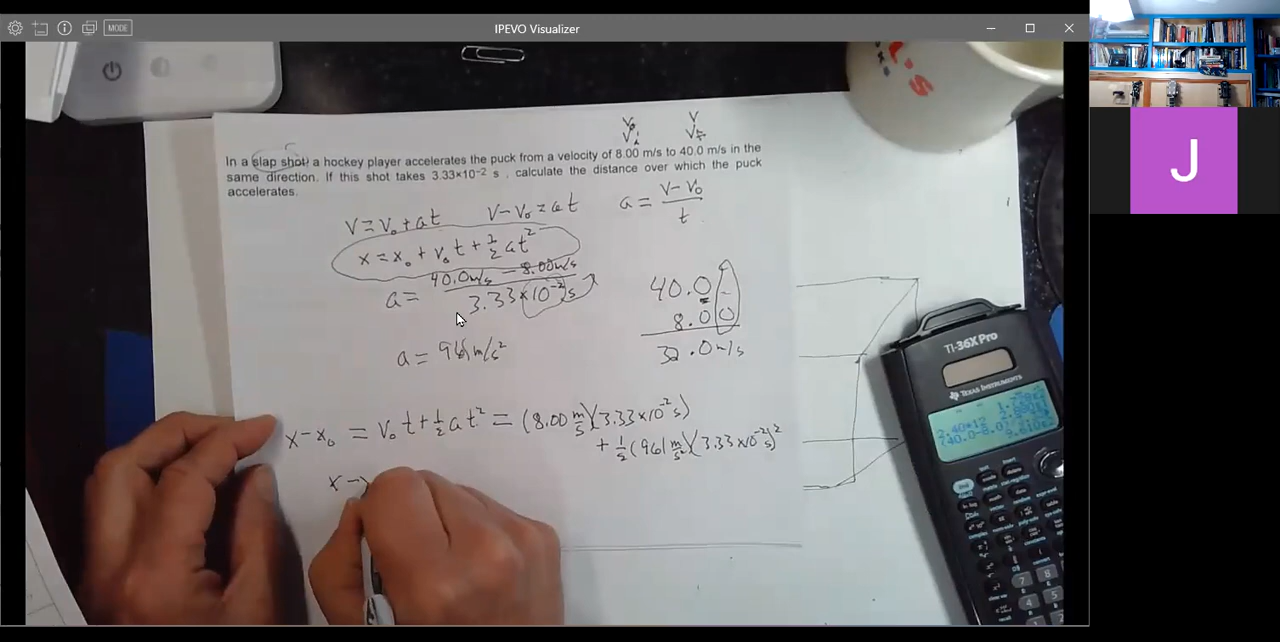 IPEVO Visualizer
MODE
V₀ V
Vᵢ V_f
In a slap shot, a hockey player accelerates the puck from a velocity of 8.00 m/s to 40.0 m/s in the
same direction. If this shot takes 3.33×10⁻² s , calculate the distance over which the puck
accelerates.
V = V₀ + at V - V₀ = at a = V - V₀ / t
x = x₀ + V₀t + ½at²
a = 40.0 m/s - 8.00 m/s / 3.33×10⁻² s
40.0
8.00
32.0 m/s
a = 961 m/s²
x - x₀ = V₀t + ½at² = (8.00 m/s)(3.33×10⁻² s)
+ ½(961 m/s²)(3.33×10⁻² s)²
x -
TI-36X Pro
TEXAS INSTRUMENTS
J